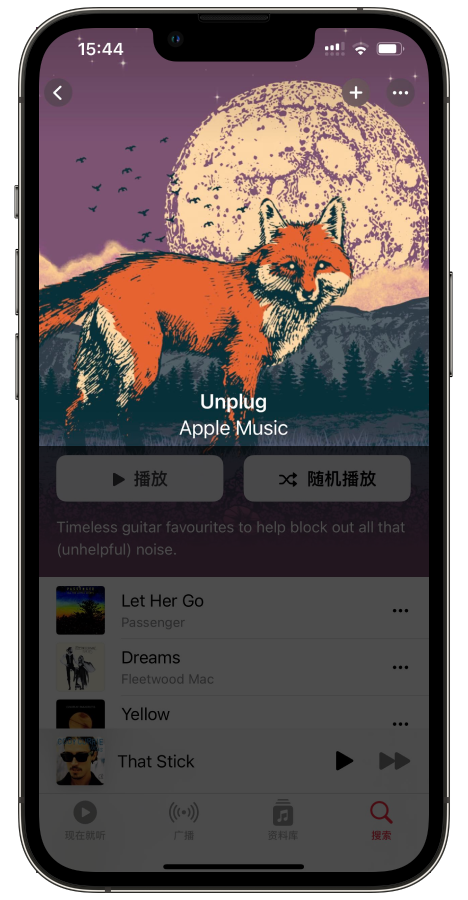 15:44
Unplug
Apple Music
播放
随机播放
Timeless guitar favourites to help block out all that
(unhelpful) noise.
Let Her Go
Passenger
Dreams
Fleetwood Mac
Yellow
That Stick
现在就听
广播
资料库
搜索